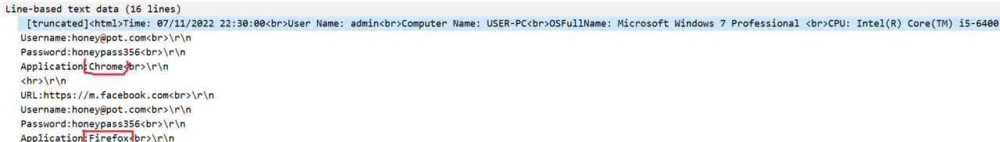 Line-based text data (16 lines)
[truncated]<html>Time: 07/11/2022 22:30:00<br>User Name: admin<br>Computer Name: USER-PC<br>OSFullName: Microsoft Windows 7 Professional <br>CPU: Intel(R) Core(TM) i5-6400
Username:honey@pot.com<br>\r\n
Password:honeypass356<br>\r\n
Application:Chrome<br>\r\n
<hr>\r\n
URL:https://m.facebook.com<br>\r\n
Username:honey@pot.com<br>\r\n
Password:honeypass356<br>\r\n
Application:Firefox<br>\r\n